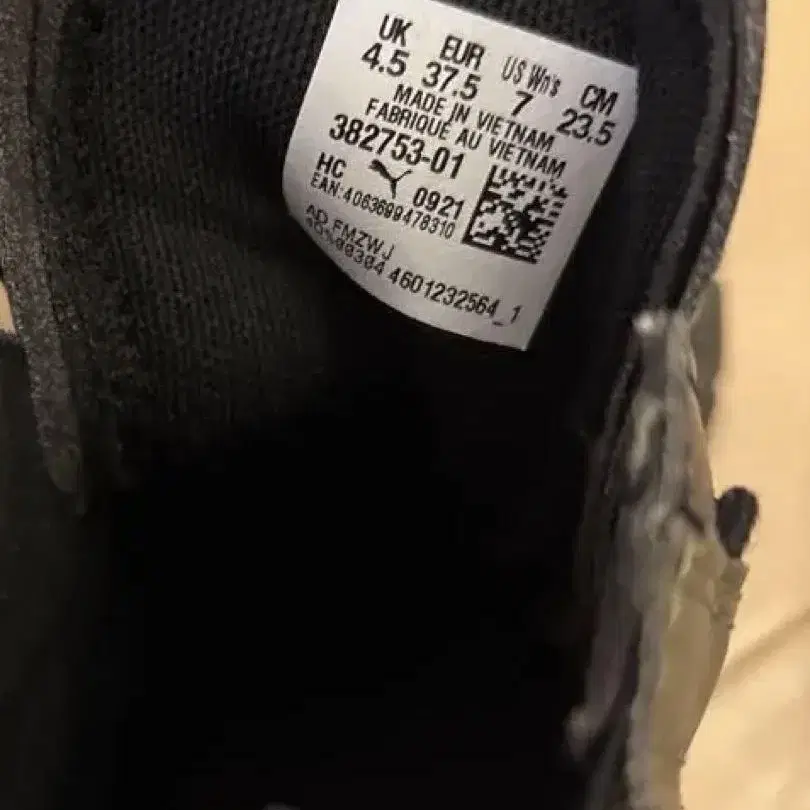 UK EUR US Wn's CM
4.5 37.5 7 23.5
MADE IN VIETNAM
FABRIQUÉ AU VIETNAM
382753-01
HC 0921
EAN:4063699478310
AD FMZWJ
4601232564_1